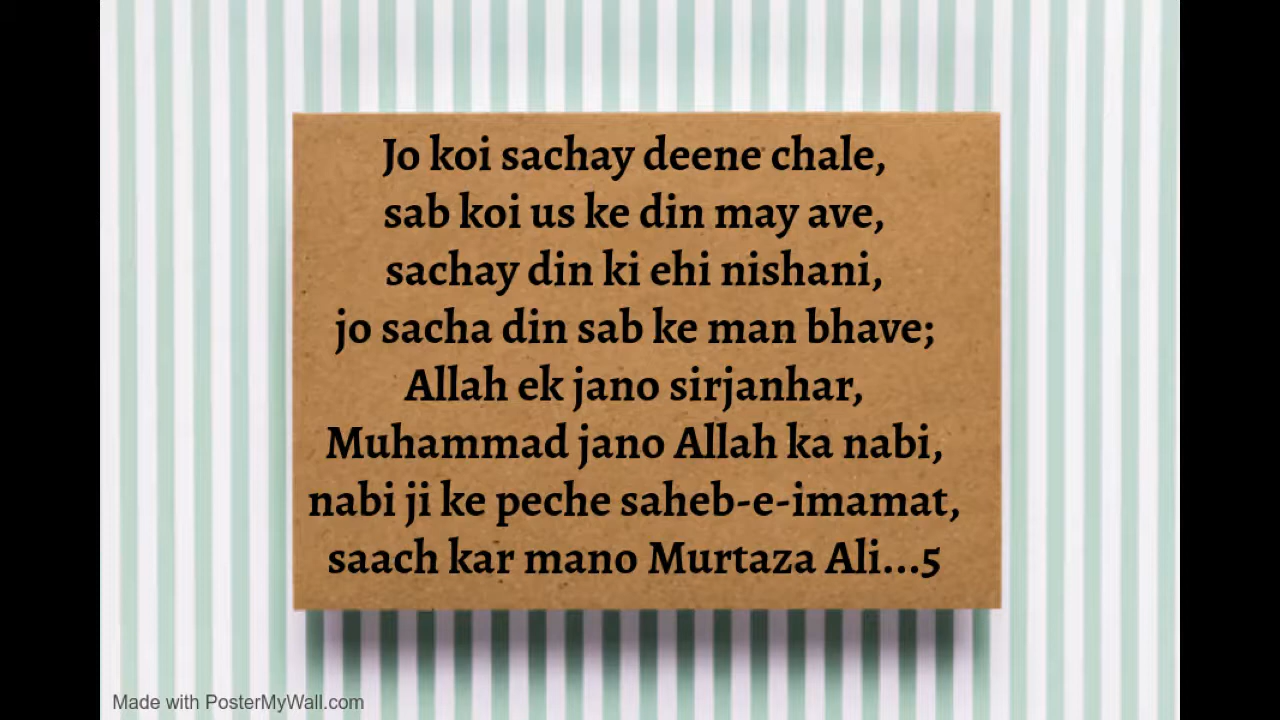 Jo koi sachay deene chale,
sab koi us ke din may ave,
sachay din ki ehi nishani,
jo sacha din sab ke man bhave;
Allah ek jano sirjanhar,
Muhammad jano Allah ka nabi,
nabi ji ke peche saheb-e-imamat,
saach kar mano Murtaza Ali...5
Made with PosterMyWall.com